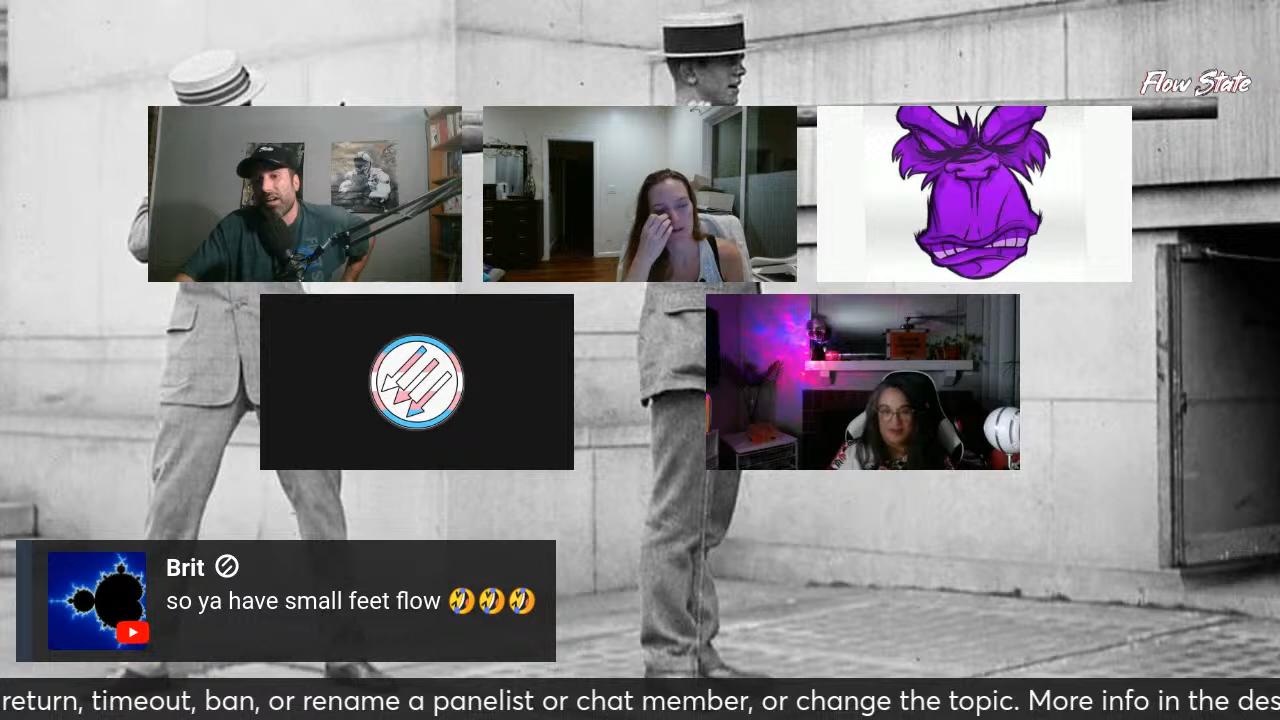 Flow State
Brit
so ya have small feet flow 🤣🤣🤣
return, timeout, ban, or rename a panelist or chat member, or change the topic. More info in the des